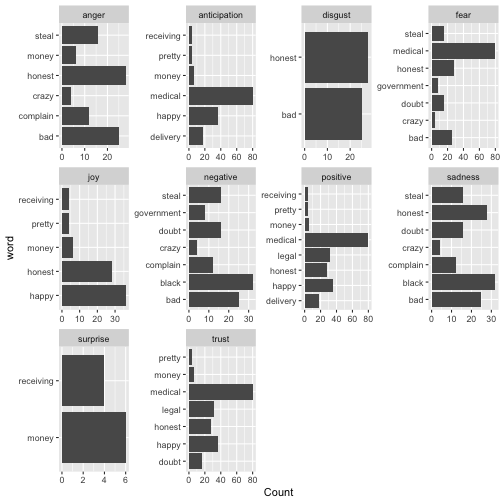 anger
steal
money
honest
crazy
complain
bad
0 10 20
anticipation
receiving
pretty
money
medical
happy
delivery
0 20 40 60 80
disgust
honest
bad
0 10 20
fear
steal
medical
honest
government
doubt
crazy
bad
0 20 40 60 80
word
joy
receiving
pretty
money
honest
happy
0 10 20 30
negative
steal
government
doubt
crazy
complain
black
bad
0 10 20 30
positive
receiving
pretty
money
medical
legal
honest
happy
delivery
0 20 40 60 80
sadness
steal
honest
doubt
crazy
complain
black
bad
0 10 20 30
surprise
receiving
money
0 2 4 6
trust
pretty
money
medical
legal
honest
happy
doubt
0 20 40 60 80
Count